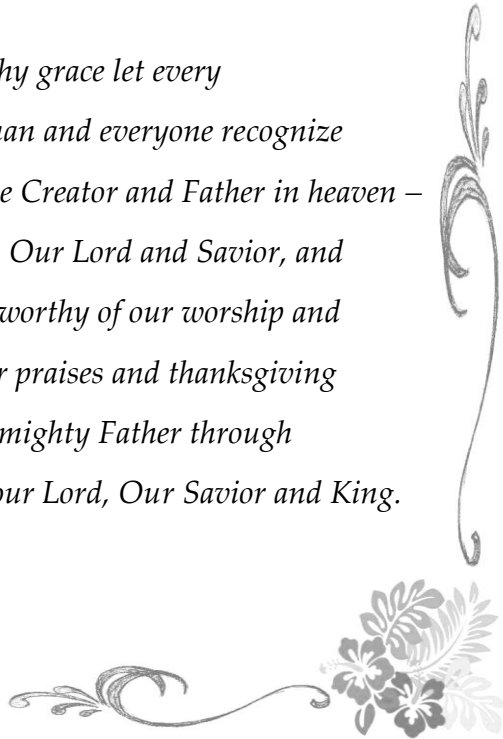 hy grace let every
an and everyone recognize
e Creator and Father in heaven –
Our Lord and Savior, and
worthy of our worship and
r praises and thanksgiving
mighty Father through
our Lord, Our Savior and King.